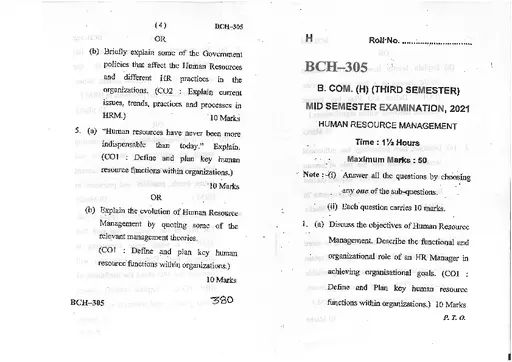 (4) BCH-305
OR
(b) Briefly explain some of the Government
policies that affect the Human Resources
and different HR practices in the
organizations. (CO2 : Explain current
issues, trends, practices and processes in
HRM.) 10 Marks
5. (a) "Human resources have never been more
indispensable than today." Explain.
(CO1 : Define and plan key human
resource functions within organizations.)
10 Marks
OR
(b) Explain the evolution of Human Resource
Management by quoting some of the
relevant management theories.
(CO1 : Define and plan key human
resource functions within organizations.)
10 Marks
BCH-305 380
H Roll No. ............................
BCH-305
B. COM. (H) (THIRD SEMESTER)
MID SEMESTER EXAMINATION, 2021
HUMAN RESOURCE MANAGEMENT
Time : 1½ Hours
Maximum Marks : 50
Note :-(i) Answer all the questions by choosing
any one of the sub-questions.
(ii) Each question carries 10 marks.
1. (a) Discuss the objectives of Human Resource
Management. Describe the functional and
organizational role of an HR Manager in
achieving organisational goals. (CO1 :
Define and Plan key human resource
functions within organizations.) 10 Marks
P. T. O.